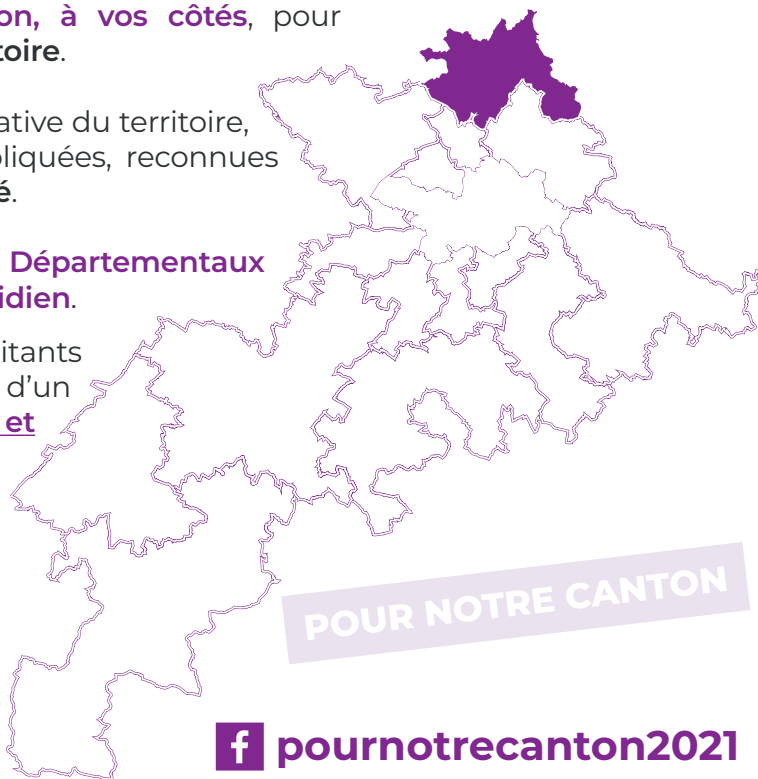 on, à vos côtés, pour
toire.
ative du territoire,
pliquées, reconnues
é.
Départementaux
idien.
itants
d’un
et
POUR NOTRE CANTON
pournotrecanton2021